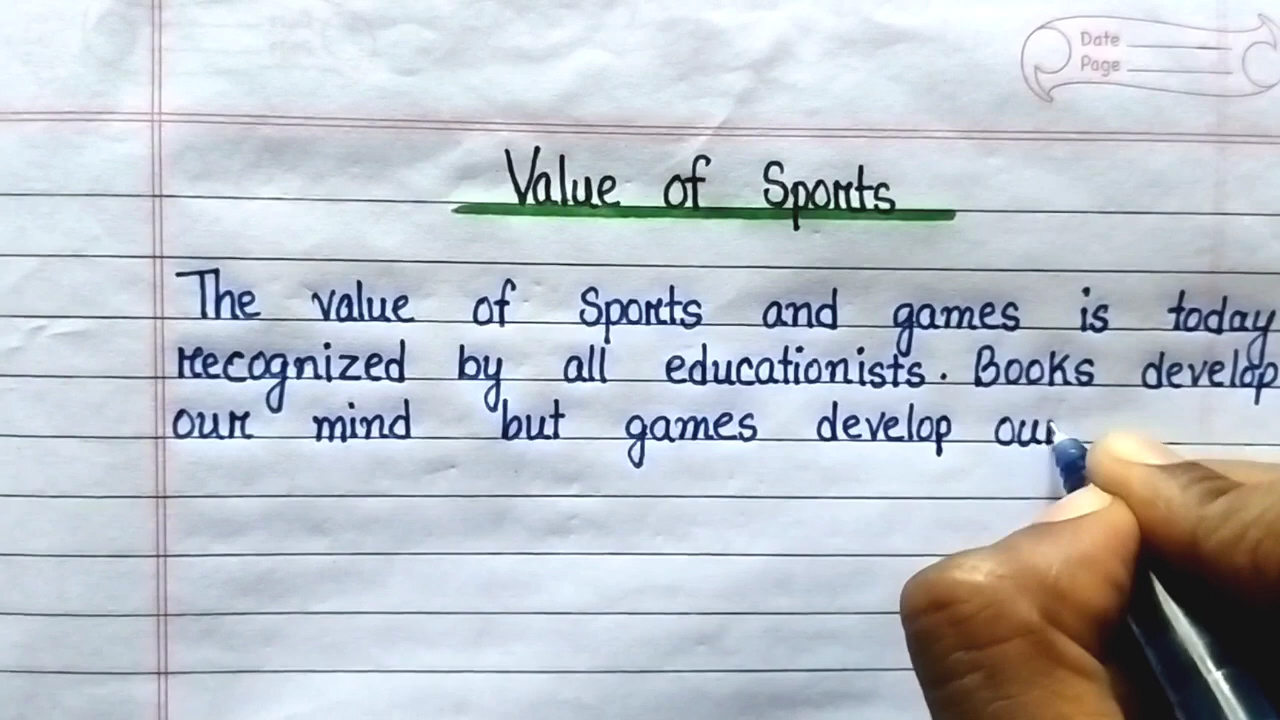 Date
Page
Value of Sports
The value of Sports and games is today
recognized by all educationists. Books develop
our mind but games develop our